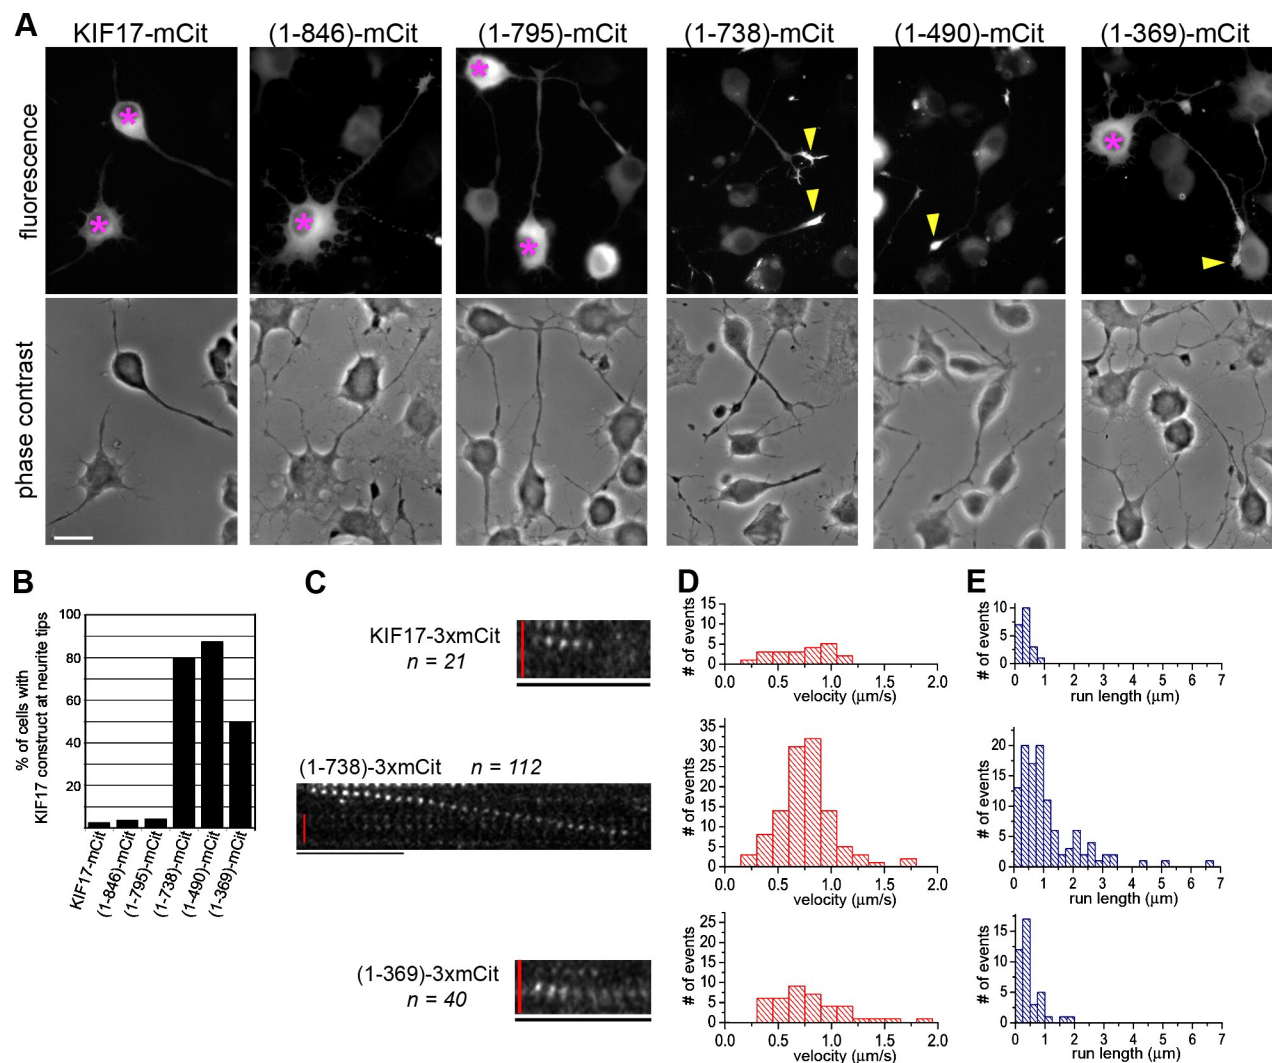 A
KIF17-mCit (1-846)-mCit (1-795)-mCit (1-738)-mCit (1-490)-mCit (1-369)-mCit
fluorescence
phase contrast
B
% of cells with
KIF17 construct at neurite tips
100
80
60
40
20
KIF17-mCit
(1-846)-mCit
(1-795)-mCit
(1-738)-mCit
(1-490)-mCit
(1-369)-mCit
C
KIF17-3xmCit
n = 21
(1-738)-3xmCit n = 112
(1-369)-3xmCit
n = 40
D
# of events
15
10
5
0
0.0 0.5 1.0 1.5 2.0
velocity (μm/s)
# of events
35
30
25
20
15
10
5
0
0.0 0.5 1.0 1.5 2.0
velocity (μm/s)
# of events
25
20
15
10
5
0
0.0 0.5 1.0 1.5 2.0
velocity (μm/s)
E
# of events
10
5
0
0 1 2 3 4 5 6 7
run length (μm)
# of events
20
15
10
5
0
0 1 2 3 4 5 6 7
run length (μm)
# of events
15
10
5
0
0 1 2 3 4 5 6 7
run length (μm)